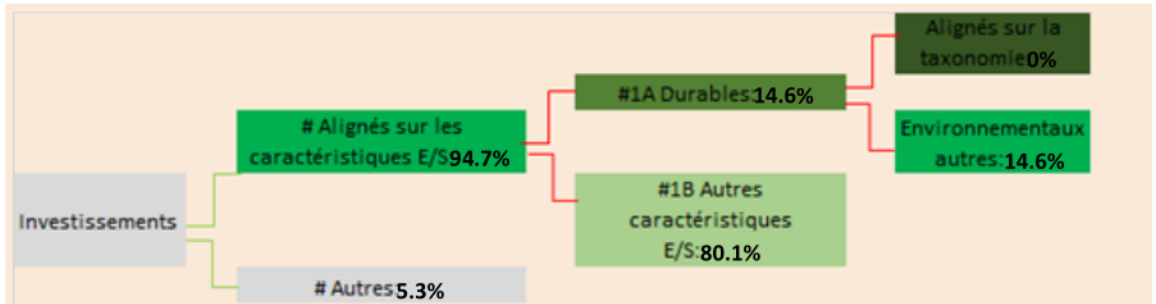 Investissements
# Alignés sur les
caractéristiques E/S94.7%
# Autres5.3%
#1A Durables:14.6%
#1B Autres
caractéristiques
E/S:80.1%
Alignés sur la
taxonomie0%
Environnementaux
autres:14.6%